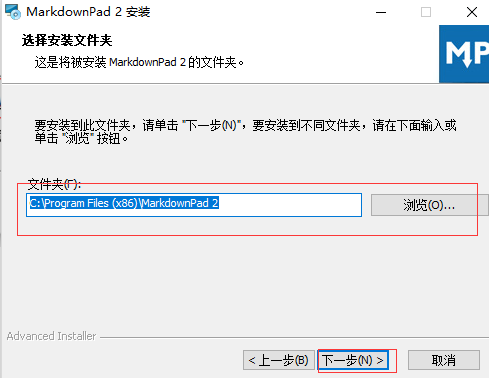 MarkdownPad 2 安装
选择安装文件夹
这是将被安装 MarkdownPad 2 的文件夹。
MP
要安装到此文件夹，请单击 "下一步(N)"，要安装到不同文件夹，请在下面输入或
单击 "浏览" 按钮。
文件夹(F):
C:\Program Files (x86)\MarkdownPad 2
浏览(O)...
Advanced Installer
< 上一步(B)
下一步(N) >
取消